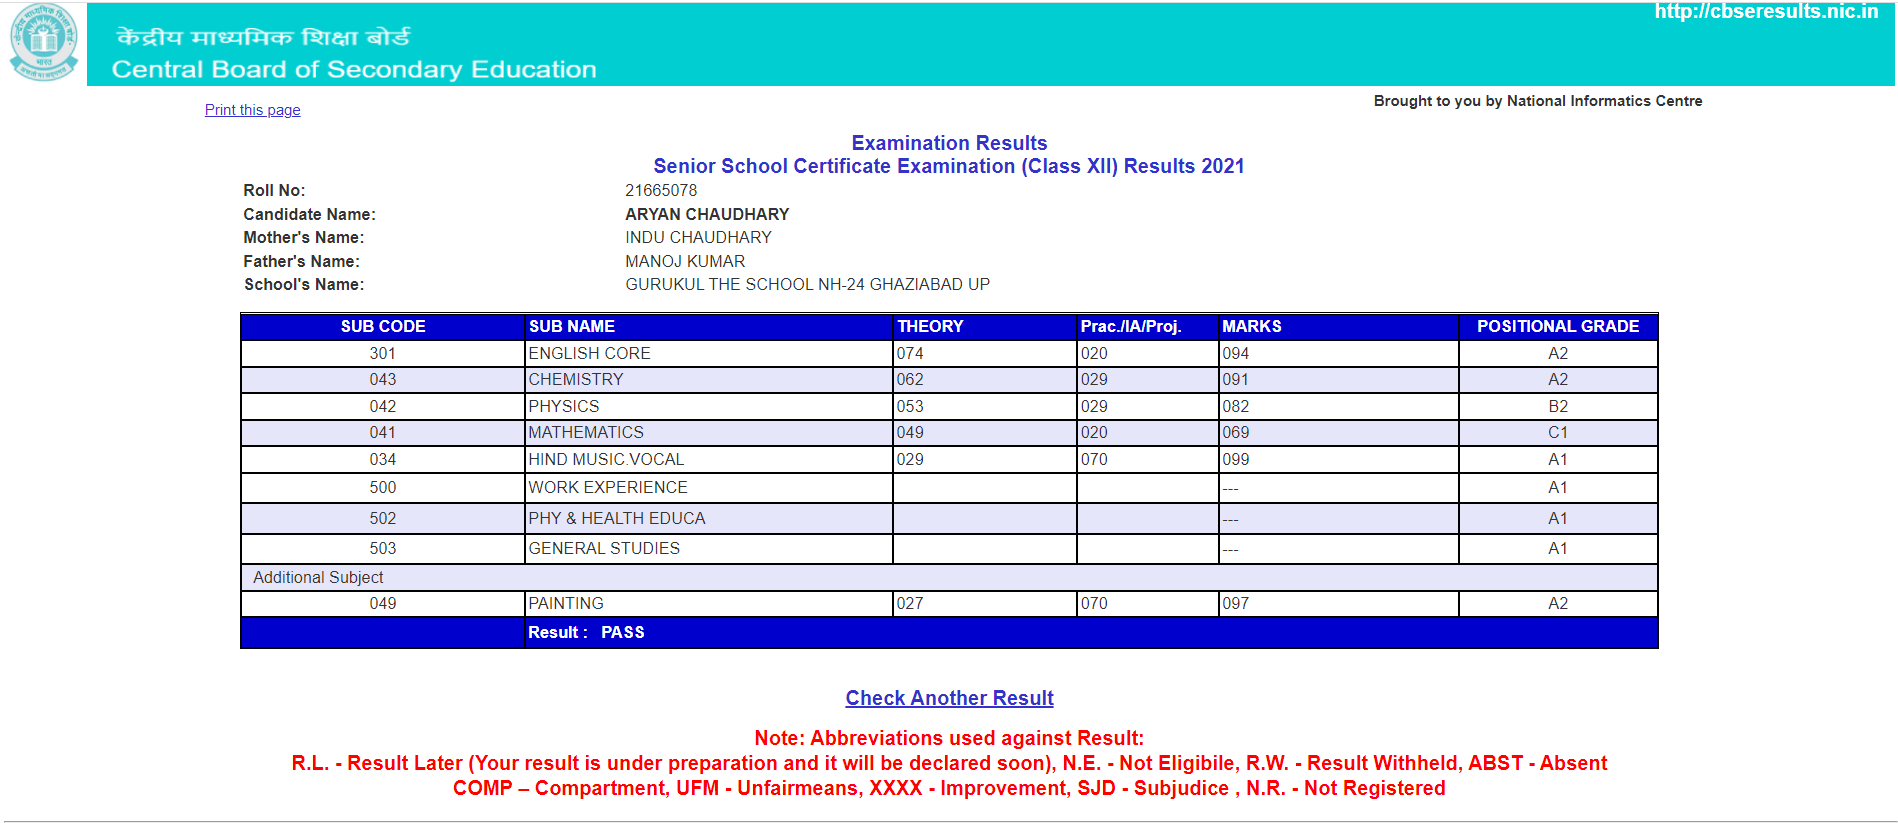 http://cbseresults.nic.in
केंद्रीय माध्यमिक शिक्षा बोर्ड
Central Board of Secondary Education
भारत
Print this page
Brought to you by National Informatics Centre
Examination Results
Senior School Certificate Examination (Class XII) Results 2021
Roll No: 21665078
Candidate Name: ARYAN CHAUDHARY
Mother's Name: INDU CHAUDHARY
Father's Name: MANOJ KUMAR
School's Name: GURUKUL THE SCHOOL NH-24 GHAZIABAD UP
SUB CODE SUB NAME THEORY Prac./IA/Proj. MARKS POSITIONAL GRADE
301 ENGLISH CORE 074 020 094 A2
043 CHEMISTRY 062 029 091 A2
042 PHYSICS 053 029 082 B2
041 MATHEMATICS 049 020 069 C1
034 HIND MUSIC.VOCAL 029 070 099 A1
500 WORK EXPERIENCE --- A1
502 PHY & HEALTH EDUCA --- A1
503 GENERAL STUDIES --- A1
Additional Subject
049 PAINTING 027 070 097 A2
Result : PASS
Check Another Result
Note: Abbreviations used against Result:
R.L. - Result Later (Your result is under preparation and it will be declared soon), N.E. - Not Eligibile, R.W. - Result Withheld, ABST - Absent
COMP – Compartment, UFM - Unfairmeans, XXXX - Improvement, SJD - Subjudice , N.R. - Not Registered